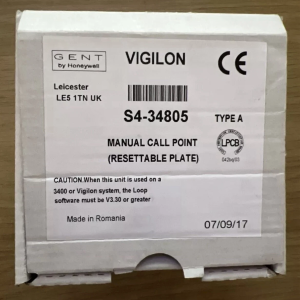 GENT
by Honeywell
VIGILON
CE
Leicester
LE5 1TN UK
S4-34805
TYPE A
MANUAL CALL POINT
(RESETTABLE PLATE)
LPCB
CAUTION.When this unit is used on a
3400 or Vigilon system, the Loop
software must be V3.30 or greater
Made in Romania
07/09/17